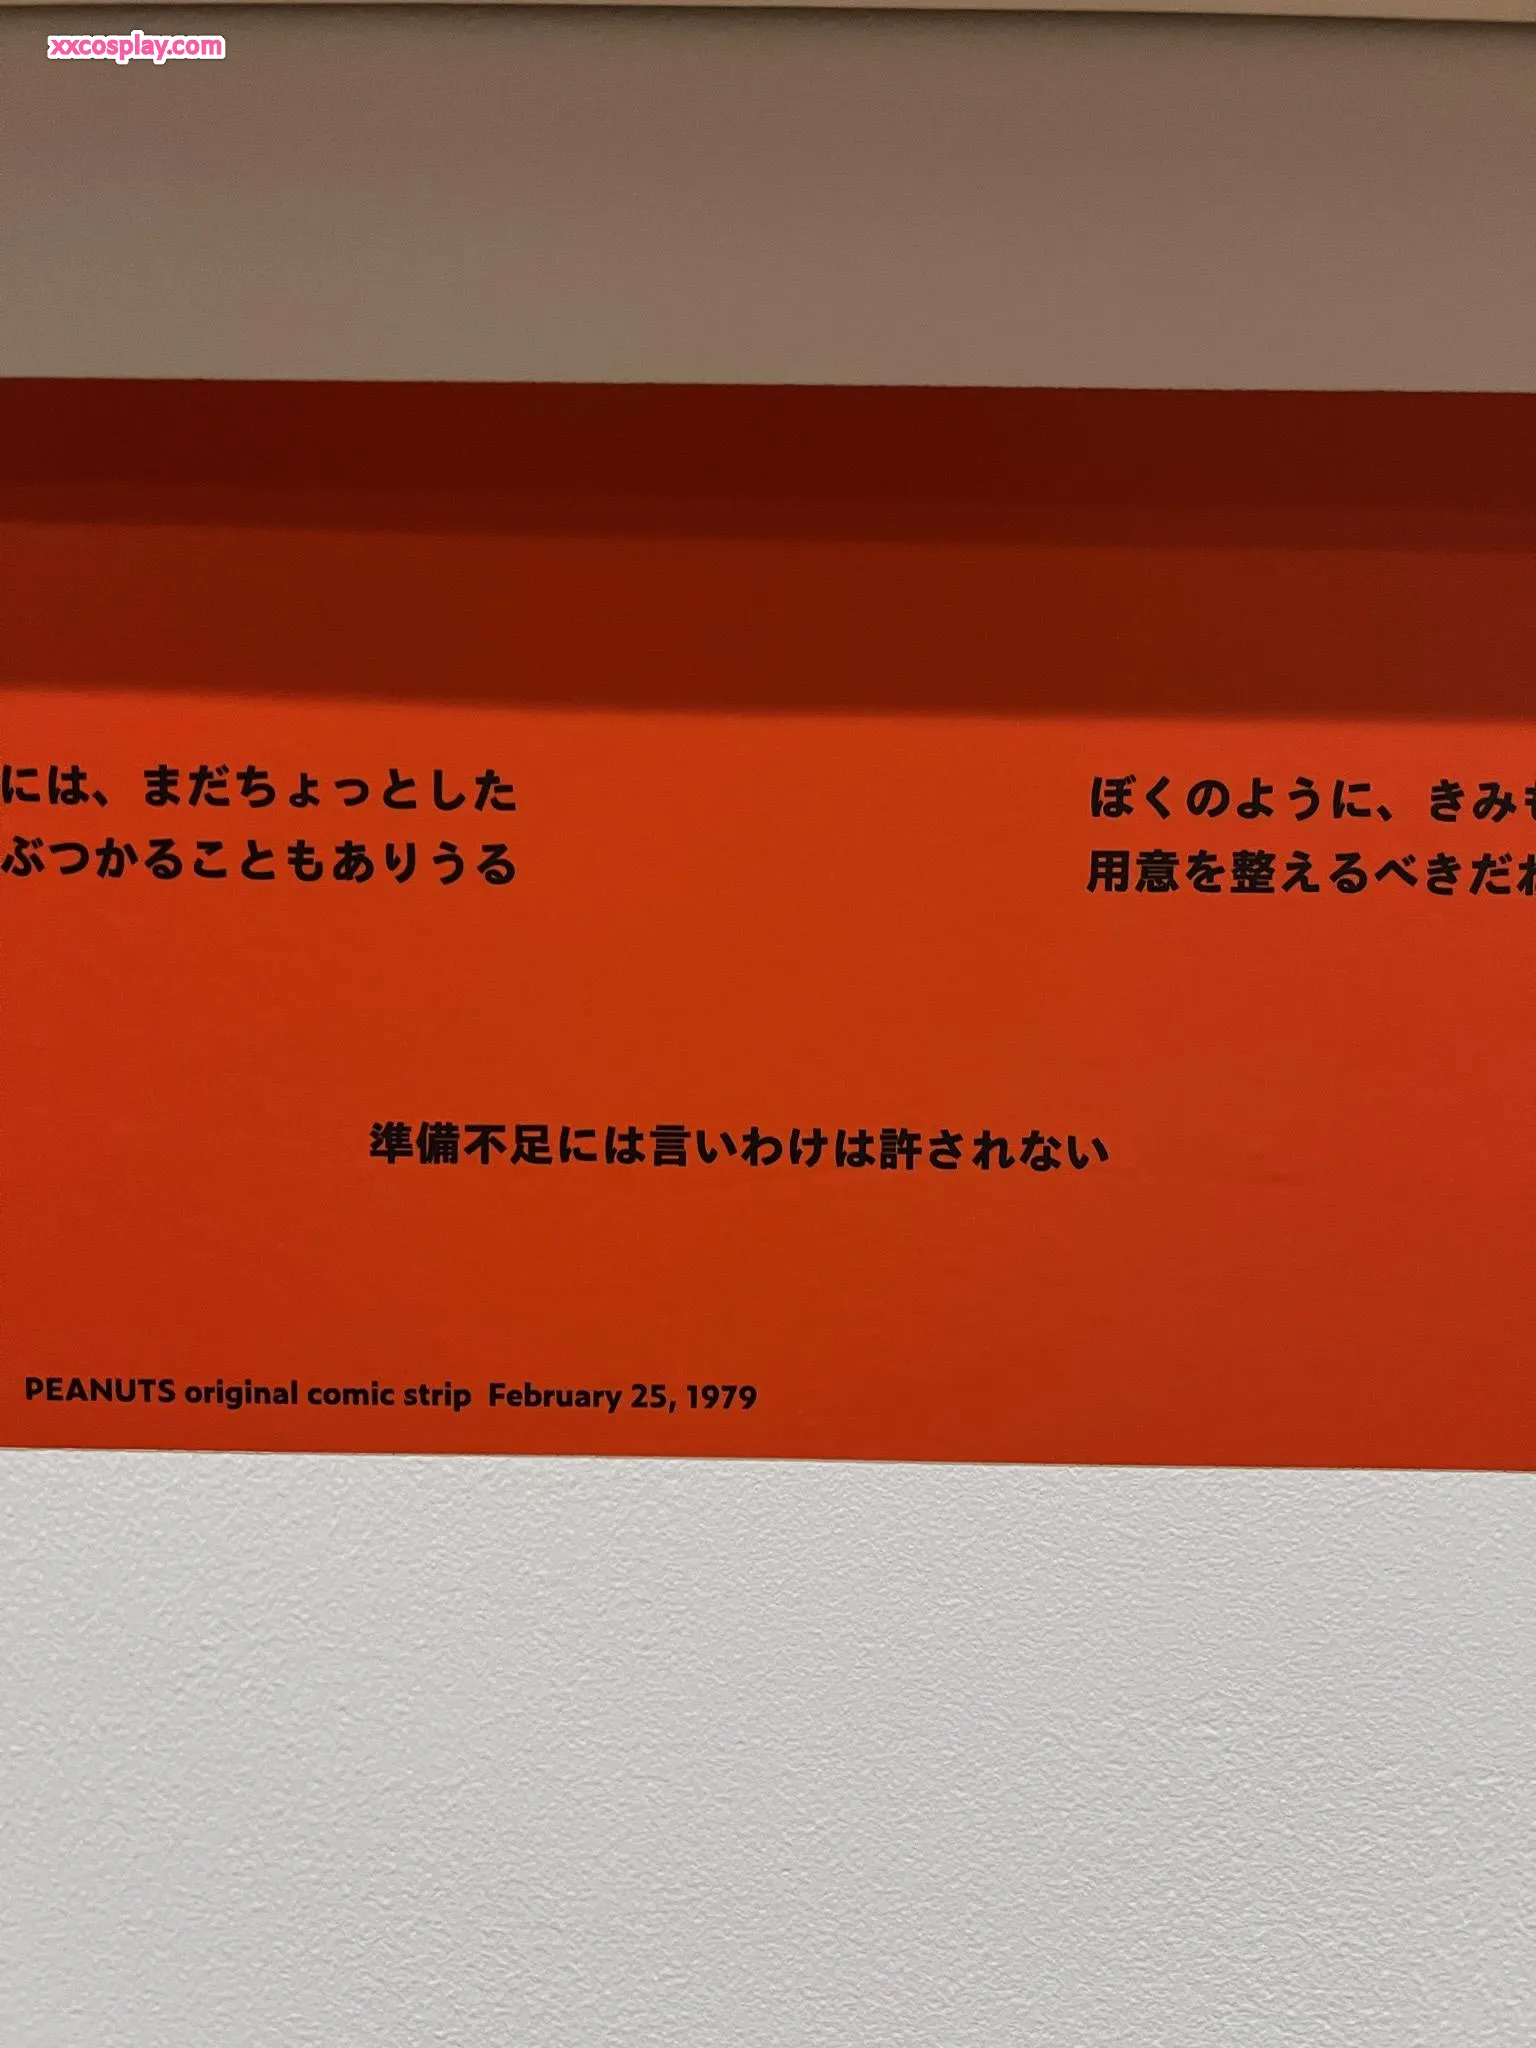 xxcosplay.com
には、まだちょっとした
ぶつかることもありうる
ぼくのように、きみも
用意を整えるべきだね
準備不足には言いわけは許されない
PEANUTS original comic strip February 25, 1979